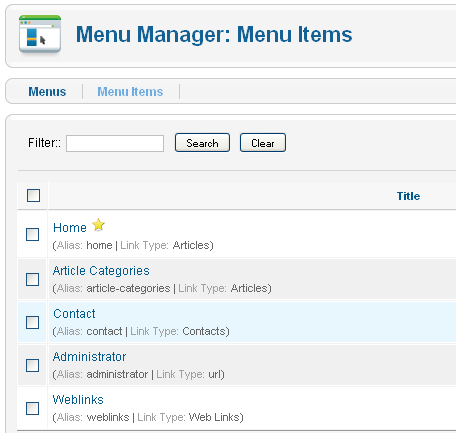 Menu Manager: Menu Items
Menus Menu Items
Filter:: Search Clear
Title
Home
(Alias: home | Link Type: Articles)
Article Categories
(Alias: article-categories | Link Type: Articles)
Contact
(Alias: contact | Link Type: Contacts)
Administrator
(Alias: administrator | Link Type: url)
Weblinks
(Alias: weblinks | Link Type: Web Links)